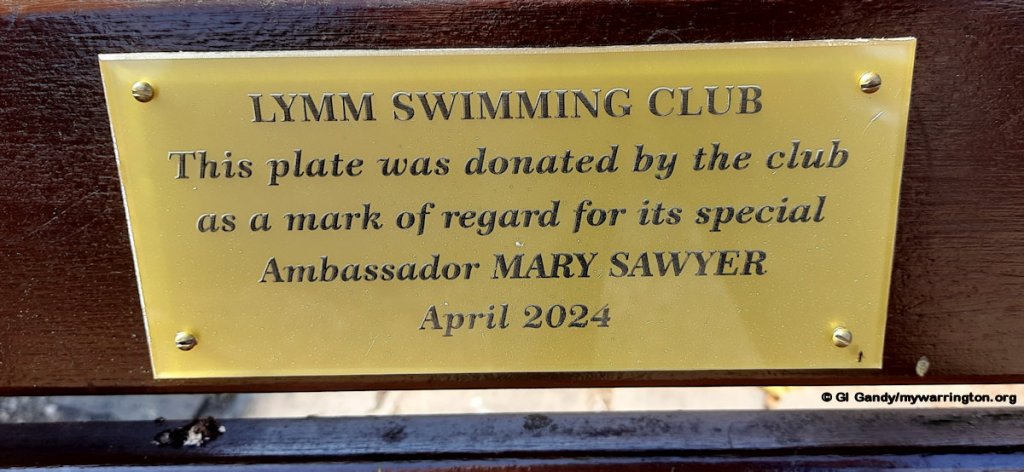 LYMM SWIMMING CLUB
This plate was donated by the club
as a mark of regard for its special
Ambassador MARY SAWYER
April 2024
© GI Gandy/mywarrington.org